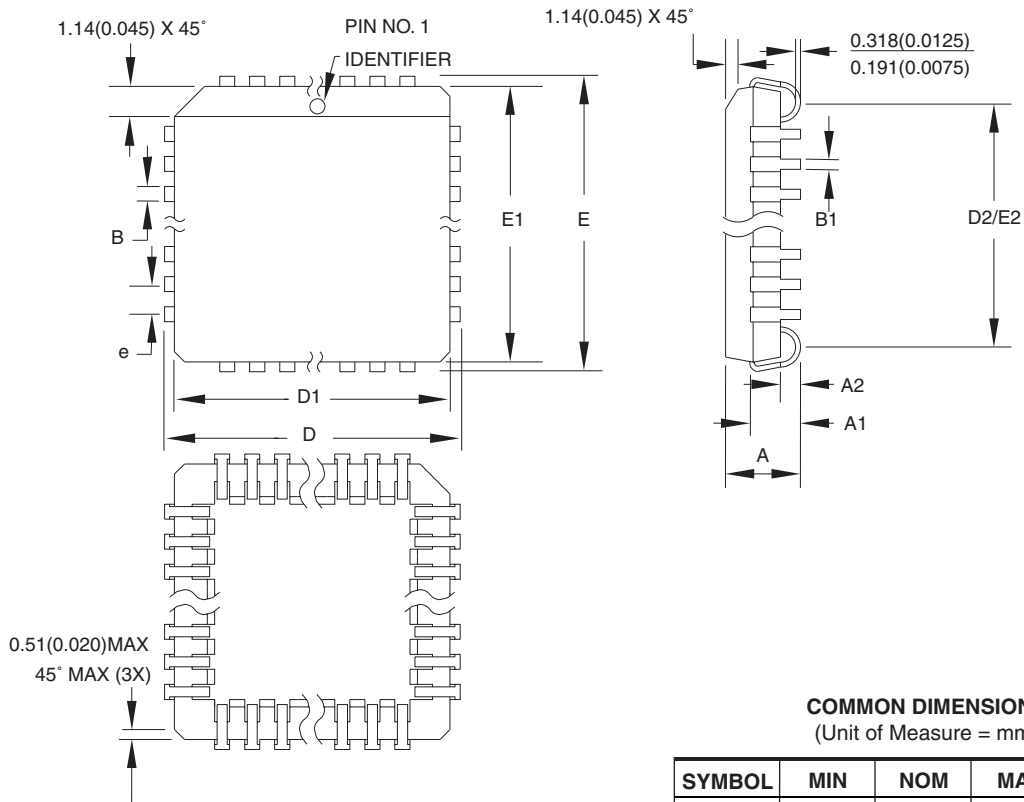 1.14(0.045) X 45˚
PIN NO. 1
IDENTIFIER
1.14(0.045) X 45˚
0.318(0.0125)
0.191(0.0075)
B
e
E1
E
B1
D2/E2
D1
D
A2
A1
A
0.51(0.020)MAX
45˚ MAX (3X)
COMMON DIMENSION
(Unit of Measure = mm
SYMBOL MIN NOM MA